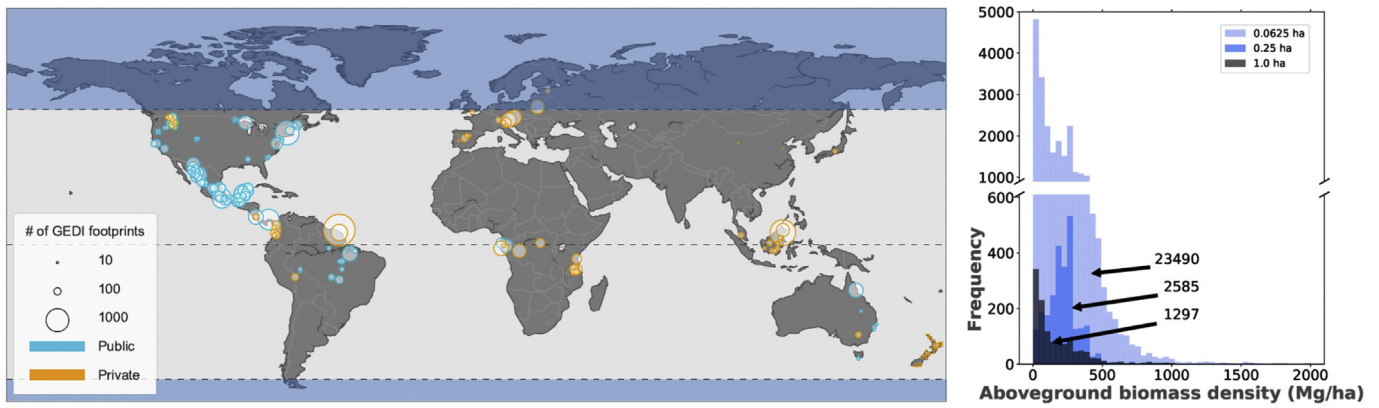 # of GEDI footprints
10
100
1000
Public
Private
5000
4000
3000
2000
1000
600
400
200
0
Frequency
0.0625 ha
0.25 ha
1.0 ha
23490
2585
1297
0
500
1000
1500
2000
Aboveground biomass density (Mg/ha)